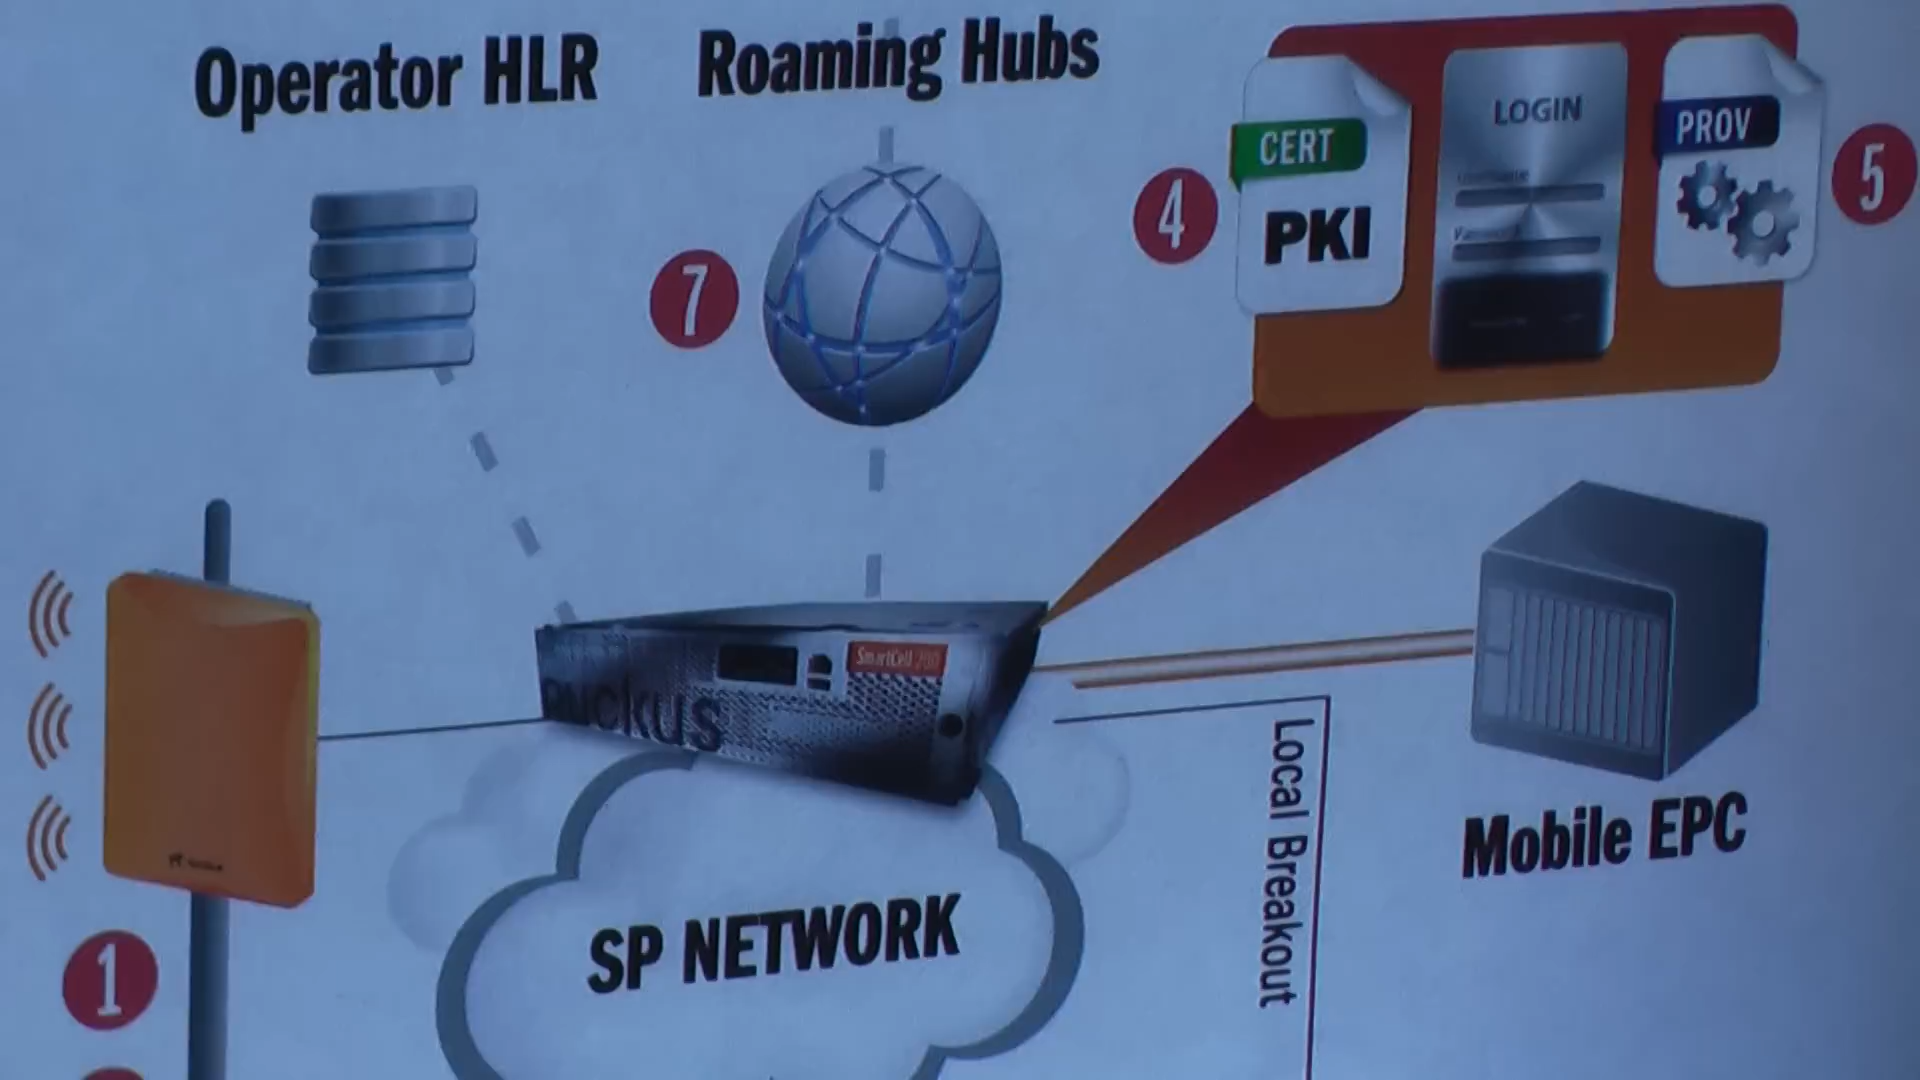 Operator HLR
Roaming Hubs
CERT
PKI
LOGIN
PROV
4
5
7
SmartCell 200
Ruckus
Local Breakout
Mobile EPC
SP NETWORK
1